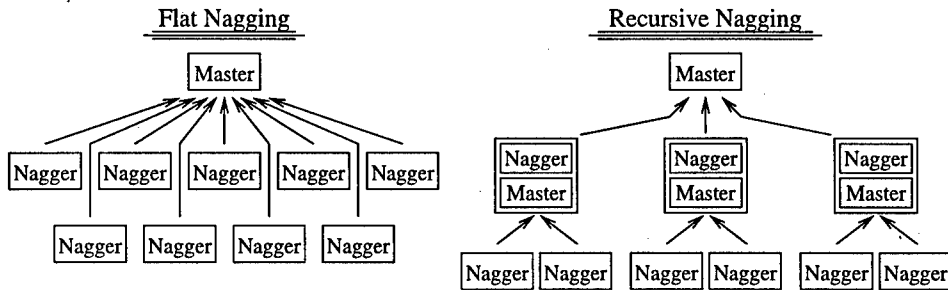 Flat Nagging
Master
Nagger Nagger Nagger Nagger Nagger
Nagger Nagger Nagger Nagger
Recursive Nagging
Master
Nagger Nagger Nagger
Master Master Master
Nagger Nagger Nagger Nagger Nagger Nagger